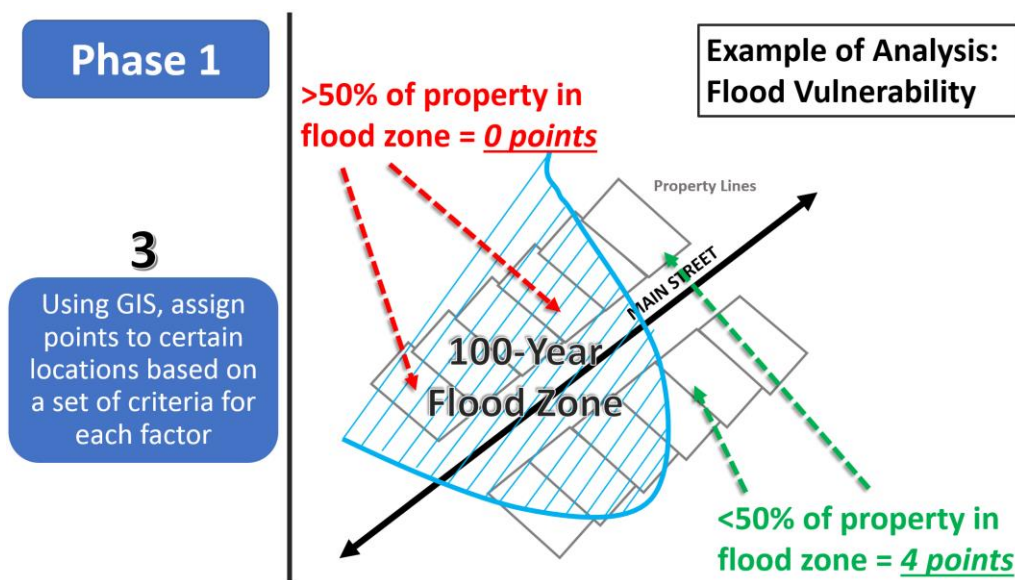 Phase 1
3
Using GIS, assign
points to certain
locations based on
a set of criteria for
each factor
Example of Analysis:
Flood Vulnerability
>50% of property in
flood zone = 0 points
Property Lines
MAIN STREET
100-Year
Flood Zone
<50% of property in
flood zone = 4 points